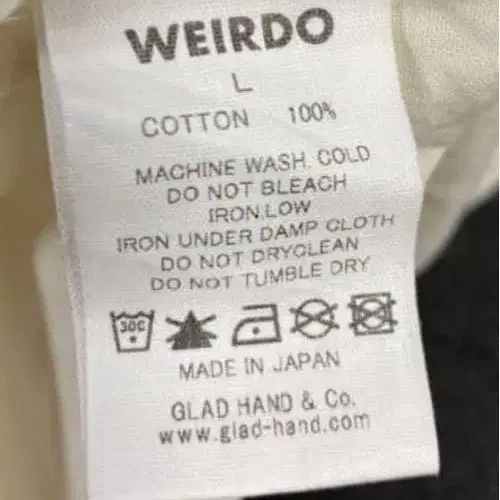 WEIRDO
L
COTTON 100%
MACHINE WASH COLD
DO NOT BLEACH
IRON.LOW
IRON UNDER DAMP CLOTH
DO NOT DRYCLEAN
DO NOT TUMBLE DRY
30C
MADE IN JAPAN
GLAD HAND & Co.
www.glad-hand.com